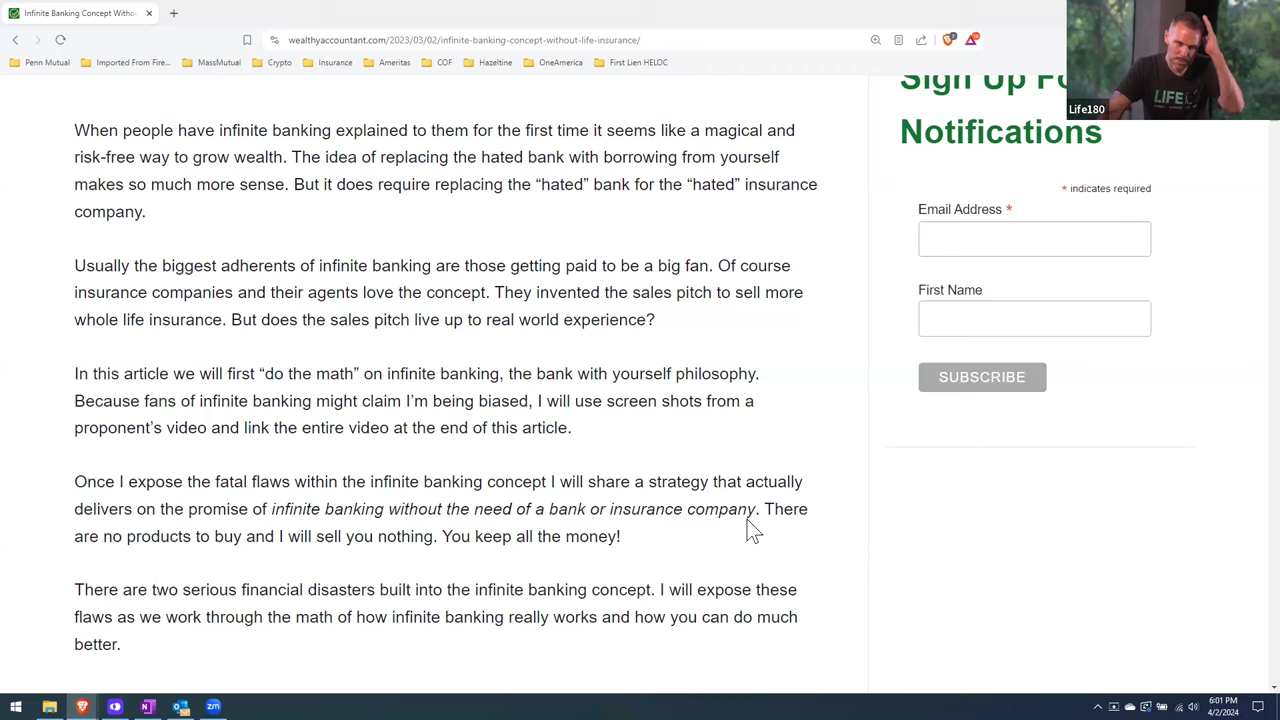 Infinite Banking Concept Witho
wealthyaccountant.com/2023/03/02/infinite-banking-concept-without-life-insurance/
Penn Mutual
Imported From Fire...
MassMutual
Crypto
Insurance
Ameritas
COF
Hazeltine
OneAmerica
First Lien HELOC
When people have infinite banking explained to them for the first time it seems like a magical and
risk-free way to grow wealth. The idea of replacing the hated bank with borrowing from yourself
makes so much more sense. But it does require replacing the “hated” bank for the “hated” insurance
company.
Usually the biggest adherents of infinite banking are those getting paid to be a big fan. Of course
insurance companies and their agents love the concept. They invented the sales pitch to sell more
whole life insurance. But does the sales pitch live up to real world experience?
In this article we will first “do the math” on infinite banking, the bank with yourself philosophy.
Because fans of infinite banking might claim I’m being biased, I will use screen shots from a
proponent’s video and link the entire video at the end of this article.
Once I expose the fatal flaws within the infinite banking concept I will share a strategy that actually
delivers on the promise of infinite banking without the need of a bank or insurance company. There
are no products to buy and I will sell you nothing. You keep all the money!
There are two serious financial disasters built into the infinite banking concept. I will expose these
flaws as we work through the math of how infinite banking really works and how you can do much
better.
Sign Up Fo
Notifications
* indicates required
Email Address *
First Name
SUBSCRIBE
LIFE
Life180
6:01 PM
4/2/2024